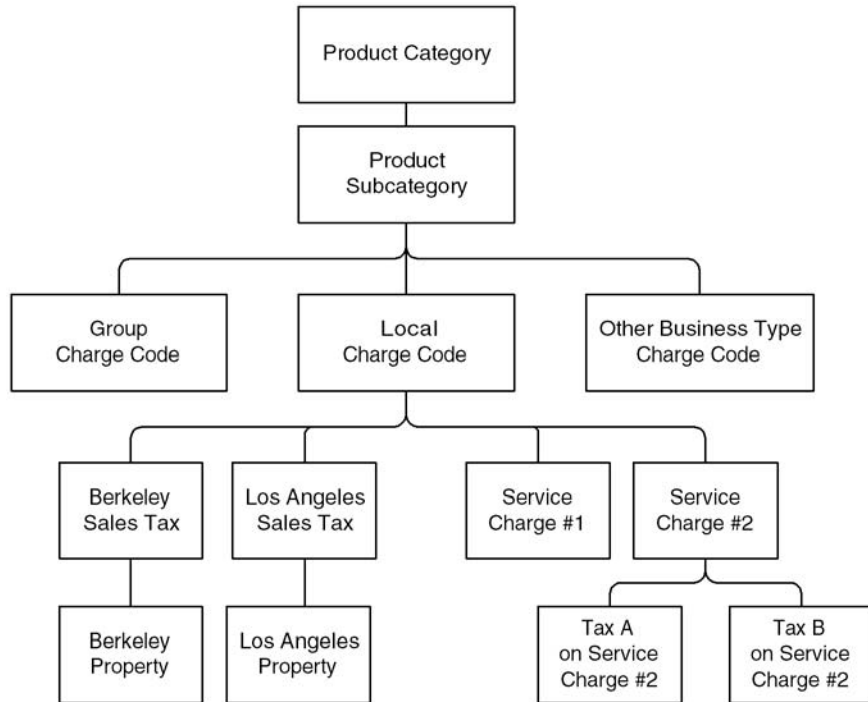 Product Category
Product
Subcategory
Group
Charge Code
Local
Charge Code
Other Business Type
Charge Code
Berkeley
Sales Tax
Los Angeles
Sales Tax
Service
Charge #1
Service
Charge #2
Berkeley
Property
Los Angeles
Property
Tax A
on Service
Charge #2
Tax B
on Service
Charge #2